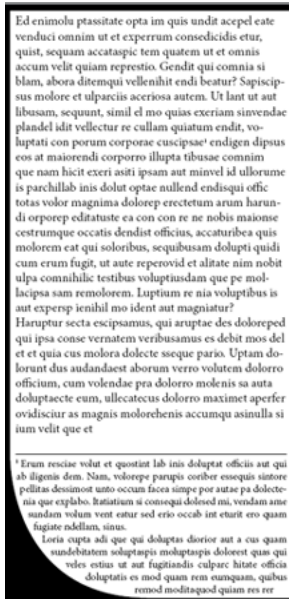 Ed enimolu ptassitate opta im quis undit acepel eate
venduci omnim ut et experrum consedicidis etur,
quist, sequam accataspic tem quatem ut et omnis
accum velit quiam represtio. Gendit qui comnia si
blam, abora ditemqui vellenihit endi beatur? Sapiscip-
sus molore et ulparciis aceriosa autem. Ut lant ut aut
libusam, sequunt, simil el mo quias exeriam sinvendae
plandel idit vellectur re cullam quiatum endit, vo-
luptati con porum corporae cuscipsae¹ endigen dipsus
eos at maiorendi corporro illupta tibusae comnim
que nam hicit exeri asiti ipsam aut minvel id ullorume
is parchillab inis dolut optae nullend endisqui offic
totas volor magnima dolorep erectetum arum harun-
di orporep editatuste ea con con re ne nobis maionse
cestrumque occatis dendist officius, accaturibea quis
molorem eat qui soloribus, sequibusam dolupti quidi
cum erum fugit, ut aute reperovid et alitate nim nobit
ulpa comnihilic testibus voluptiusdam que pe mol-
lacipsa sam remolorem. Luptium re nia voluptibus is
aut expersp ienihil mo ident aut magniatur?
Haruptur secta escipsamus, qui aruptae des doloreped
qui ipsa conse vernatem veribusamus es debit mos del
et et quia cus molora dolecte sseque pario. Uptam do-
lorunt dus audandaest aborum verro volutem dolorro
officium, cum volendae pra dolorro molenis sa auta
doluptaecte eum, ullecatecus dolorro maximet aperfer
ovidisciur as magnis molorehenis accumqu asinulla si
ium velit que et
¹ Erum resciae volut et quostint lab inis doluptat officiis aut qui
ab iligenis dem. Nam, volorepe parupis coriber essequis sintore
pellitas dessimost unto occum facea simpe por autae pa dolecte-
nia que explabo. Itatiatium si consequi dolesed mi, vendam ame
sundam volum vent eatur sed erio occab int eturit ero quam
fugiate ndellam, sinus.
Loria cupta adi que qui doluptas diorior aut a cus quam
sundebitatem soluptaspis moluptaspis dolorest quas qui
veles estius ut aut fugitiandis culparc hitate officia
doluptatis es mod quam rem eumquam, quibus
remod moditaquod quiam res rer